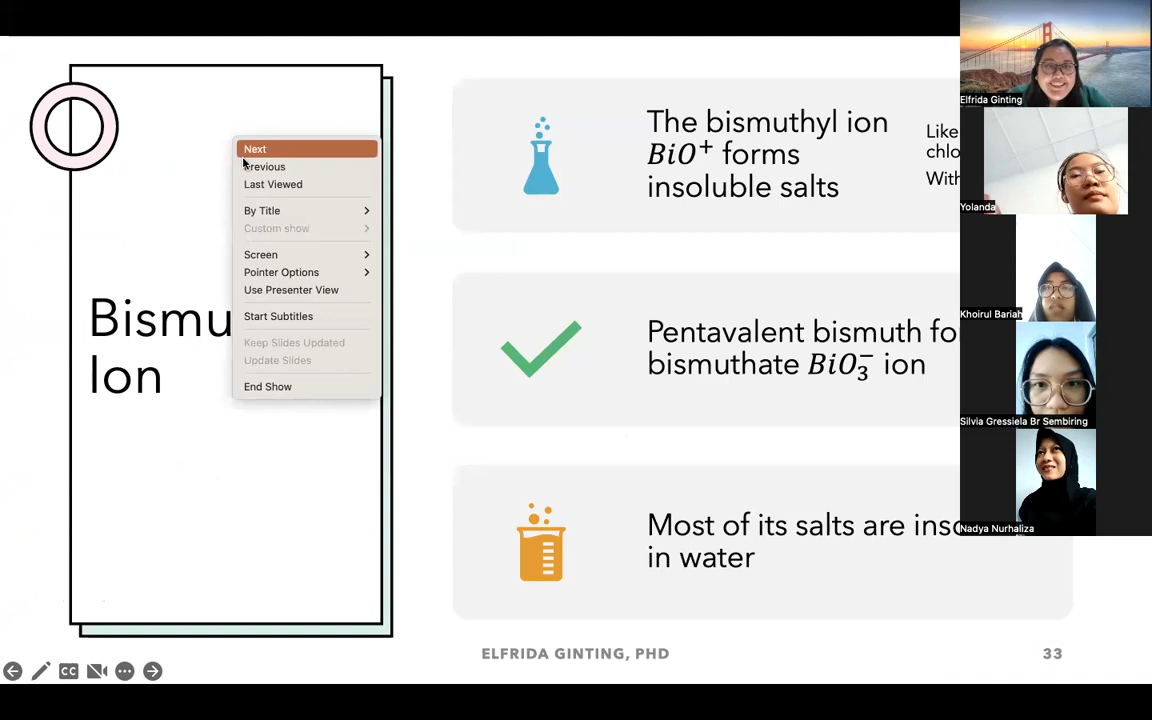 Bismu
Ion
Next
Previous
Last Viewed
By Title
Custom show
Screen
Pointer Options
Use Presenter View
Start Subtitles
Keep Slides Updated
Update Slides
End Show
The bismuthyl ion
BiO⁺ forms
insoluble salts
Like
chlo
With
Pentavalent bismuth fo
bismuthate BiO₃⁻ ion
Most of its salts are inso
in water
ELFRIDA GINTING, PHD
33
CC
Elfrida Ginting
Yolanda
Khoirul Bariah
Silvia Gressiela Br Sembiring
Nadya Nurhaliza